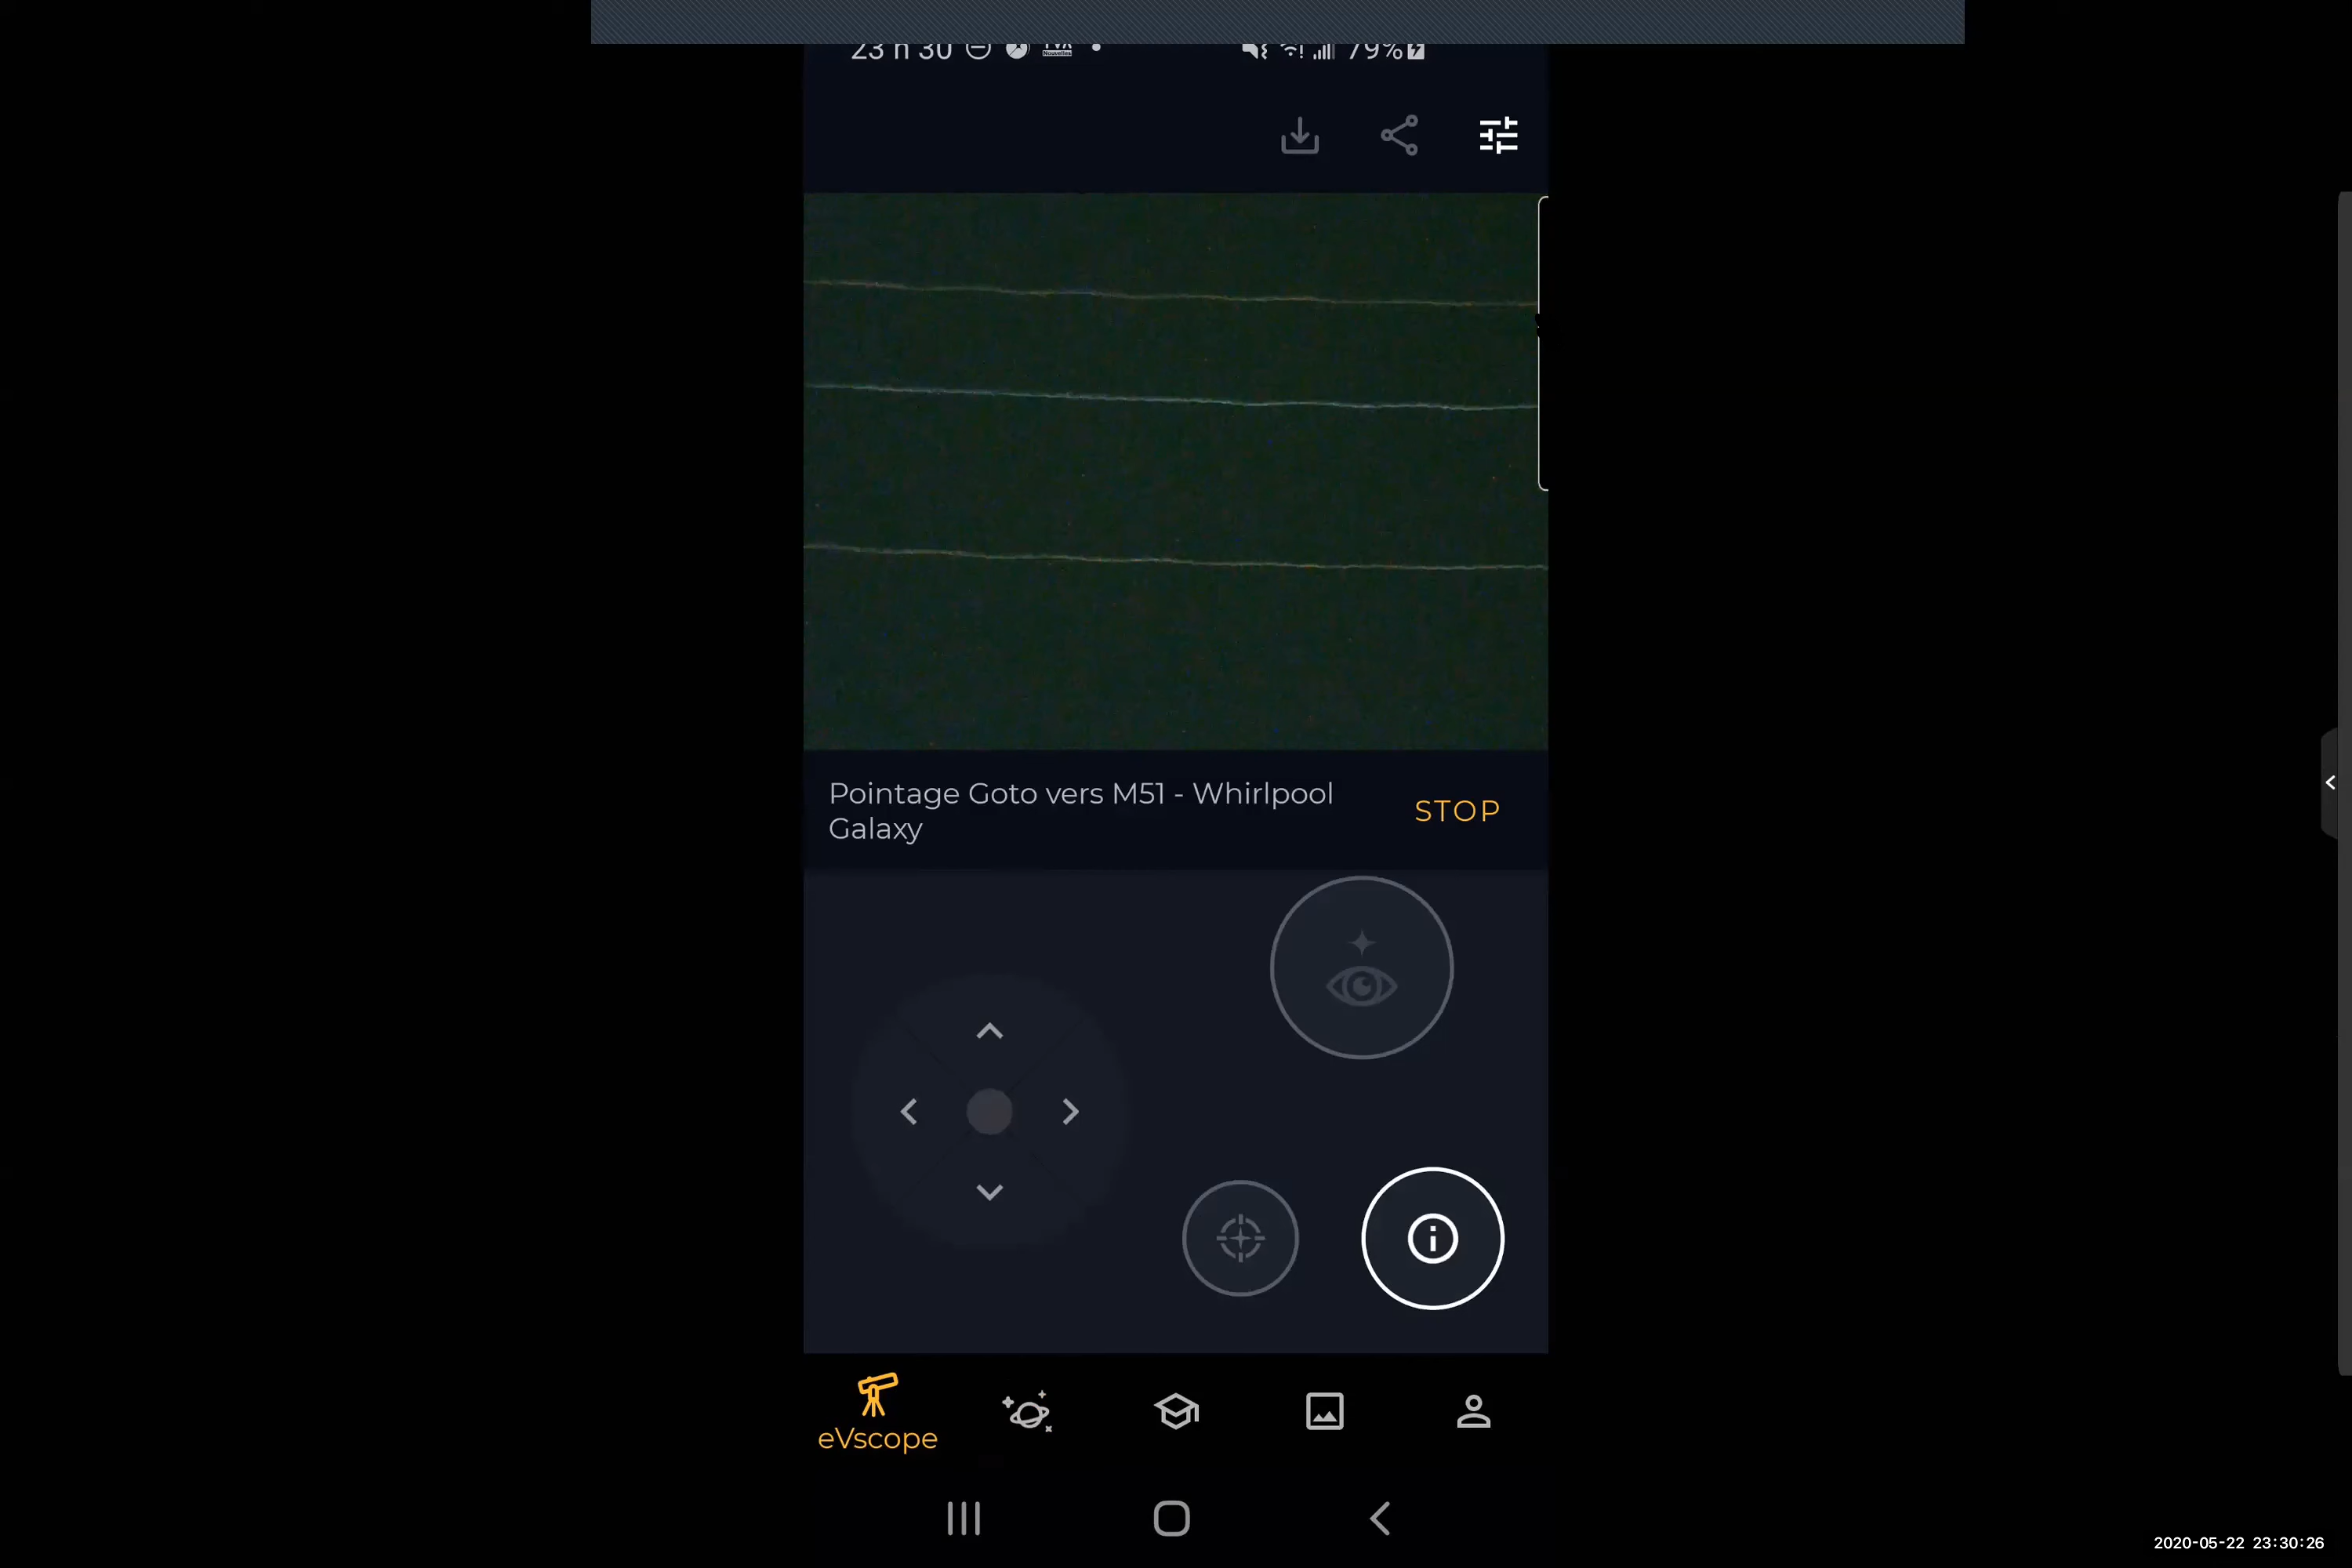 23 h 30
79%
Pointage Goto vers M51 - Whirlpool
Galaxy
STOP
eVscope
2020-05-22 23:30:26